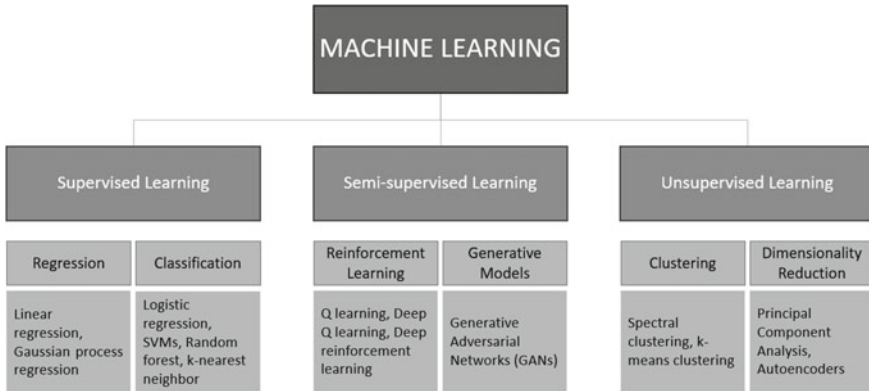 MACHINE LEARNING
Supervised Learning
Semi-supervised Learning
Unsupervised Learning
Regression
Classification
Reinforcement
Learning
Generative
Models
Clustering
Dimensionality
Reduction
Linear
regression,
Gaussian process
regression
Logistic
regression,
SVMs, Random
forest, k-nearest
neighbor
Q learning, Deep
Q learning, Deep
reinforcement
learning
Generative
Adversarial
Networks (GANs)
Spectral
clustering, k-
means clustering
Principal
Component
Analysis,
Autoencoders